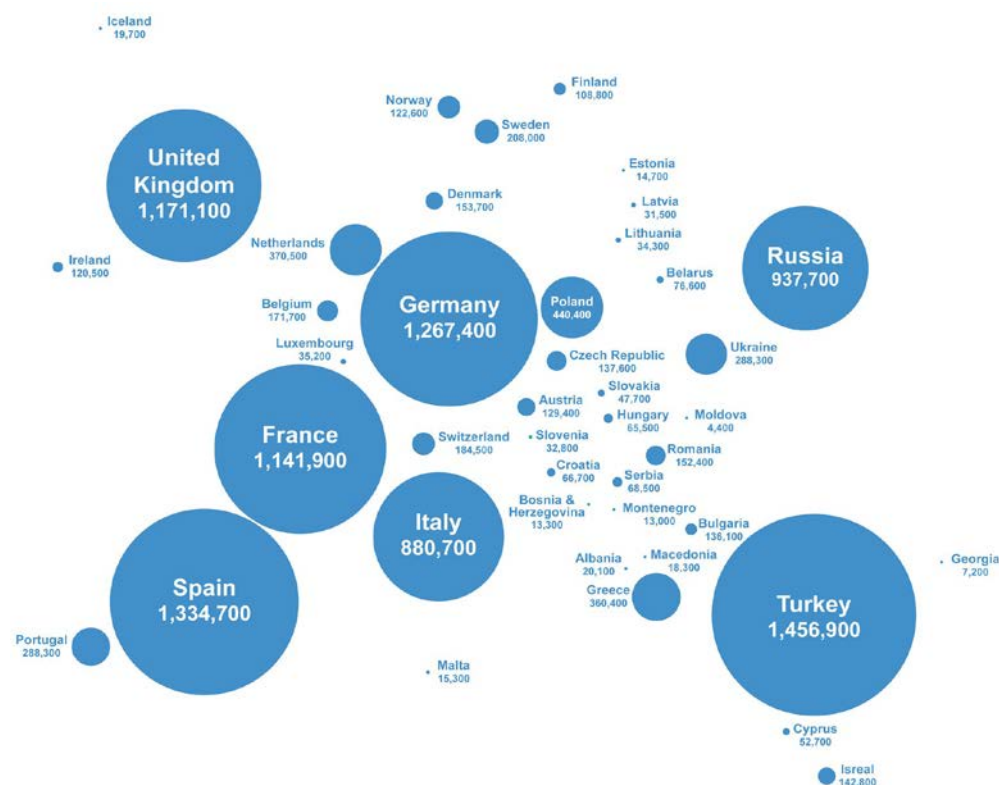 Iceland
19,700
Finland
108,800
Norway
122,600
Sweden
208,000
United
Kingdom
1,171,100
Estonia
14,700
Denmark
153,700
Latvia
31,500
Lithuania
34,300
Netherlands
370,500
Ireland
120,500
Russia
937,700
Belarus
76,600
Belgium
171,700
Germany
1,267,400
Poland
440,400
Luxembourg
35,200
Ukraine
288,300
Czech Republic
137,600
Slovakia
47,700
Austria
129,400
Hungary
65,500
Moldova
4,400
France
1,141,900
Switzerland
184,500
Slovenia
32,800
Romania
152,400
Croatia
66,700
Serbia
68,500
Bosnia &
Herzegovina
13,300
Montenegro
13,000
Italy
880,700
Bulgaria
136,100
Albania
20,100
Macedonia
18,300
Georgia
7,200
Greece
360,400
Spain
1,334,700
Turkey
1,456,900
Portugal
288,300
Malta
15,300
Cyprus
52,700
Isreal
142,800